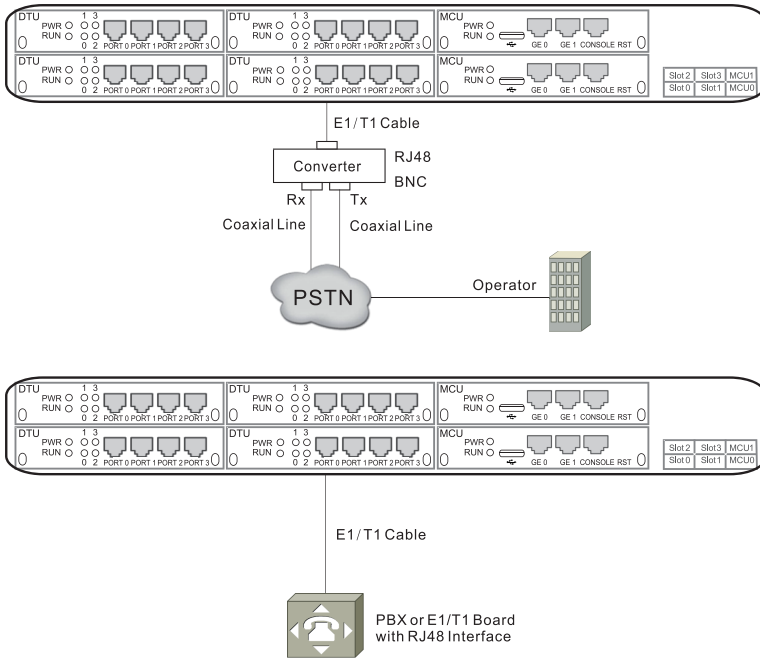 DTU 1 3 DTU 1 3 MCU
PWR PWR PWR
RUN RUN RUN
0 2 PORT 0 PORT 1 PORT 2 PORT 3 0 2 PORT 0 PORT 1 PORT 2 PORT 3 GE 0 GE 1 CONSOLE RST
DTU 1 3 DTU 1 3 MCU
PWR PWR PWR
RUN RUN RUN
0 2 PORT 0 PORT 1 PORT 2 PORT 3 0 2 PORT 0 PORT 1 PORT 2 PORT 3 GE 0 GE 1 CONSOLE RST
Slot 2 Slot3 MCU1
Slot 0 Slot1 MCU0
E1/T1 Cable
Converter RJ48
BNC
Rx Tx
Coaxial Line Coaxial Line
PSTN Operator
DTU 1 3 DTU 1 3 MCU
PWR PWR PWR
RUN RUN RUN
0 2 PORT 0 PORT 1 PORT 2 PORT 3 0 2 PORT 0 PORT 1 PORT 2 PORT 3 GE 0 GE 1 CONSOLE RST
DTU 1 3 DTU 1 3 MCU
PWR PWR PWR
RUN RUN RUN
0 2 PORT 0 PORT 1 PORT 2 PORT 3 0 2 PORT 0 PORT 1 PORT 2 PORT 3 GE 0 GE 1 CONSOLE RST
Slot 2 Slot3 MCU1
Slot 0 Slot1 MCU0
E1/T1 Cable
PBX or E1/T1 Board
with RJ48 Interface